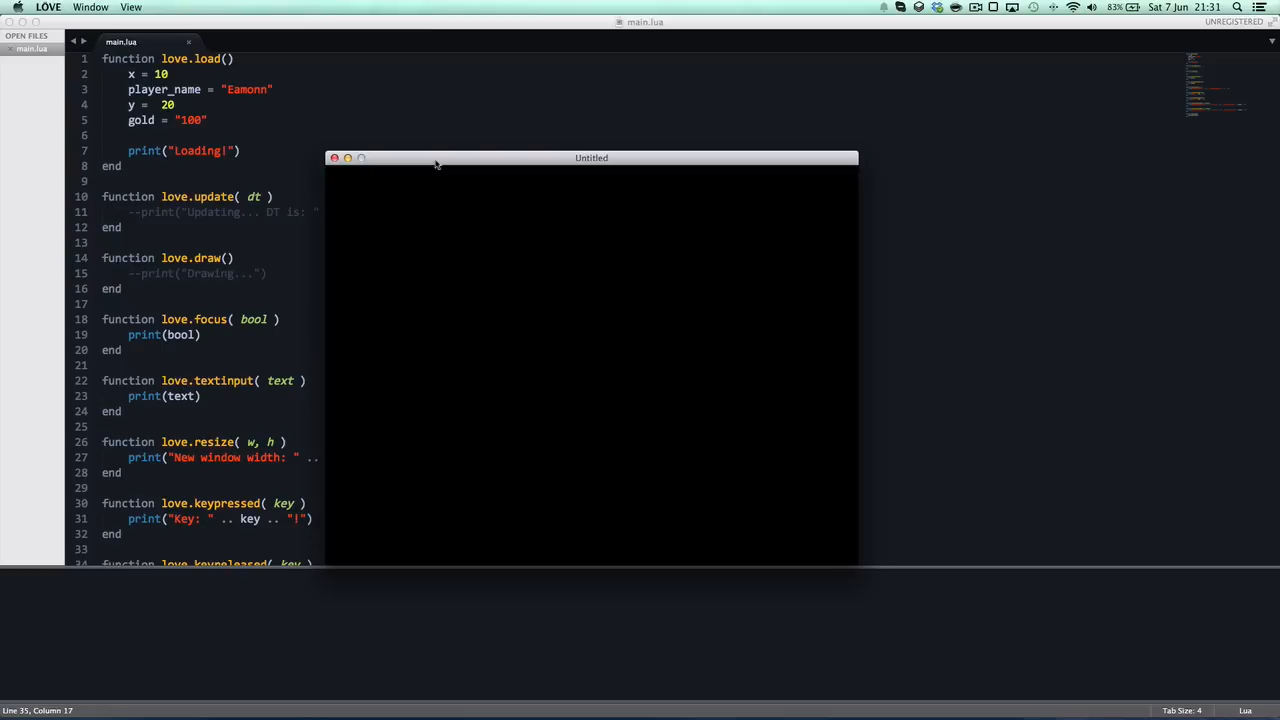 LÖVE Window View 83% Sat 7 Jun 21:31
main.lua UNREGISTERED
OPEN FILES
main.lua
main.lua
1 function love.load()
2 x = 10
3 player_name = "Eamonn"
4 y =  20
5 gold = "100"
6
7 print("Loading!")
8 end
9
10 function love.update( dt )
11 --print("Updating... DT is: "
12 end
13
14 function love.draw()
15 --print("Drawing...")
16 end
17
18 function love.focus( bool )
19 print(bool)
20 end
21
22 function love.textinput( text )
23 print(text)
24 end
25
26 function love.resize( w, h )
27 print("New window width: " ..
28 end
29
30 function love.keypressed( key )
31 print("Key: " .. key .. "!")
32 end
33
34 function love.keyreleased( key )
Untitled
Line 35, Column 17 Tab Size: 4 Lua